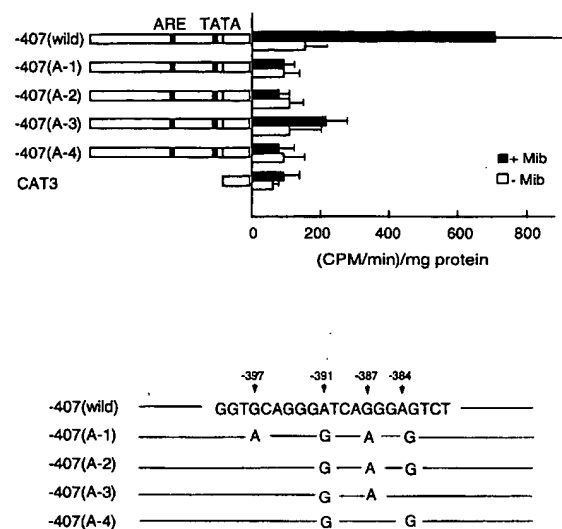 ARE TATA
-407(wild)
-407(A-1)
-407(A-2)
-407(A-3)
-407(A-4)
CAT3
+ Mib
- Mib
0 200 400 600 800
(CPM/min)/mg protein
-397 -391 -387 -384
-407(wild) GGTGCAGGGATCAGGGAGTCT
-407(A-1) A G A G
-407(A-2) G A G
-407(A-3) G A
-407(A-4) G G